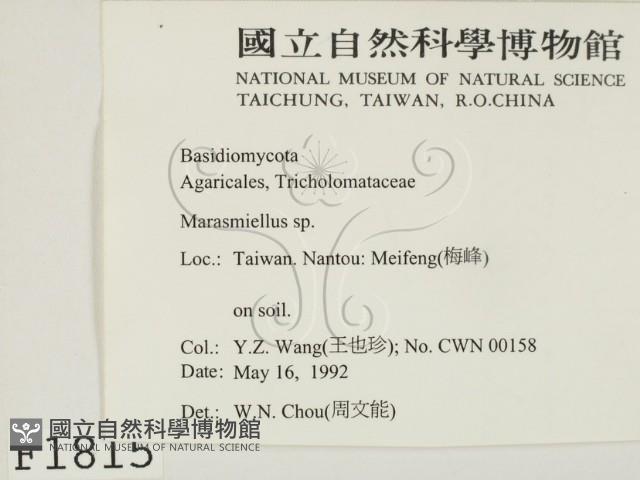 國立自然科學博物館
NATIONAL MUSEUM OF NATURAL SCIENCE
TAICHUNG, TAIWAN, R.O.CHINA
Basidiomycota
Agaricales, Tricholomataceae
Marasmiellus sp.
Loc.: Taiwan. Nantou: Meifeng(梅峰)
on soil.
Col.: Y.Z. Wang(王也珍); No. CWN 00158
Date: May 16, 1992
Det.: W.N. Chou(周文能)
國立自然科學博物館
NATIONAL MUSEUM OF NATURAL SCIENCE
F1815